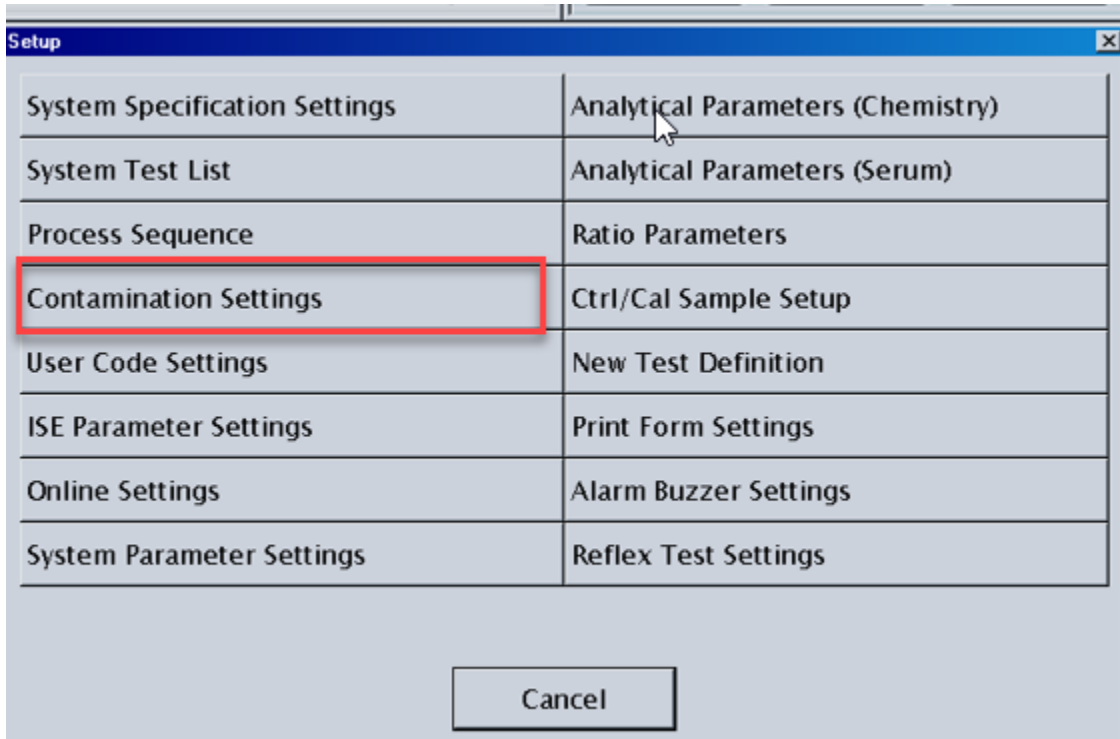 Setup
System Specification Settings
Analytical Parameters (Chemistry)
System Test List
Analytical Parameters (Serum)
Process Sequence
Ratio Parameters
Contamination Settings
Ctrl/Cal Sample Setup
User Code Settings
New Test Definition
ISE Parameter Settings
Print Form Settings
Online Settings
Alarm Buzzer Settings
System Parameter Settings
Reflex Test Settings
Cancel